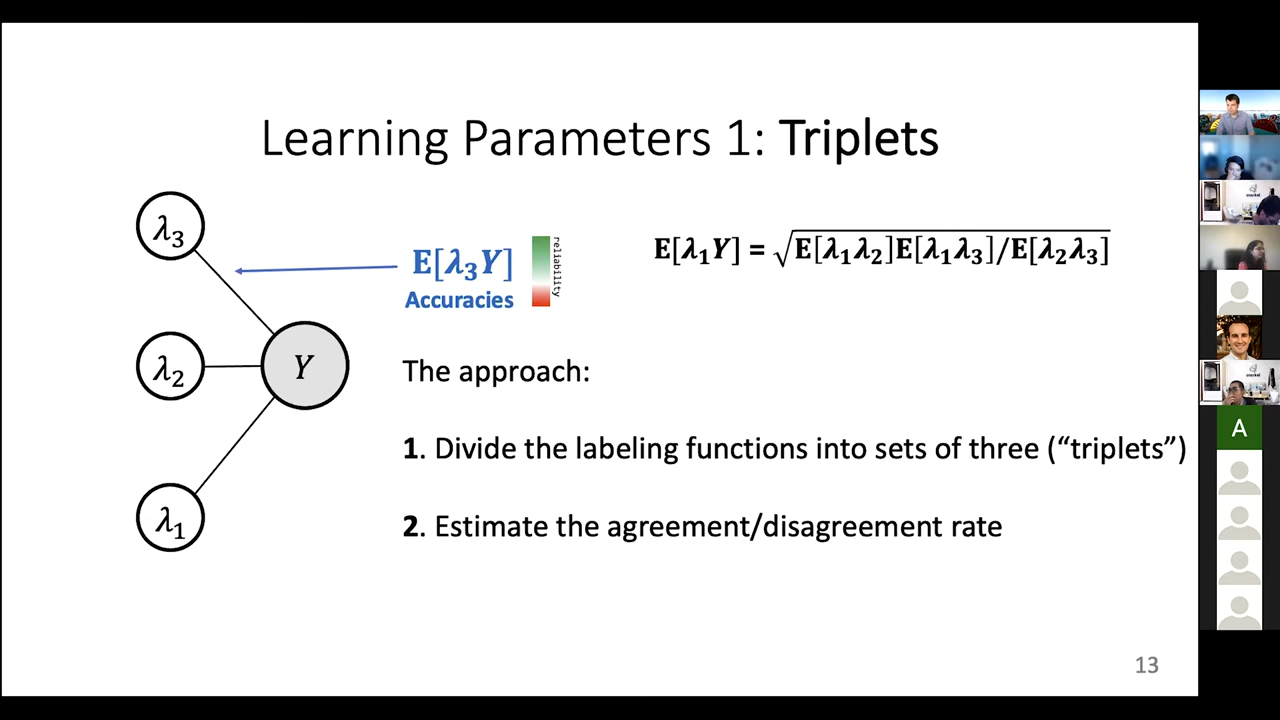 Learning Parameters 1: Triplets
λ3
E[λ3Y]
Accuracies
reliability
E[λ1Y] = √E[λ1λ2]E[λ1λ3]/E[λ2λ3]
λ2
Y
λ1
The approach:
1. Divide the labeling functions into sets of three (“triplets”)
2. Estimate the agreement/disagreement rate
13
A